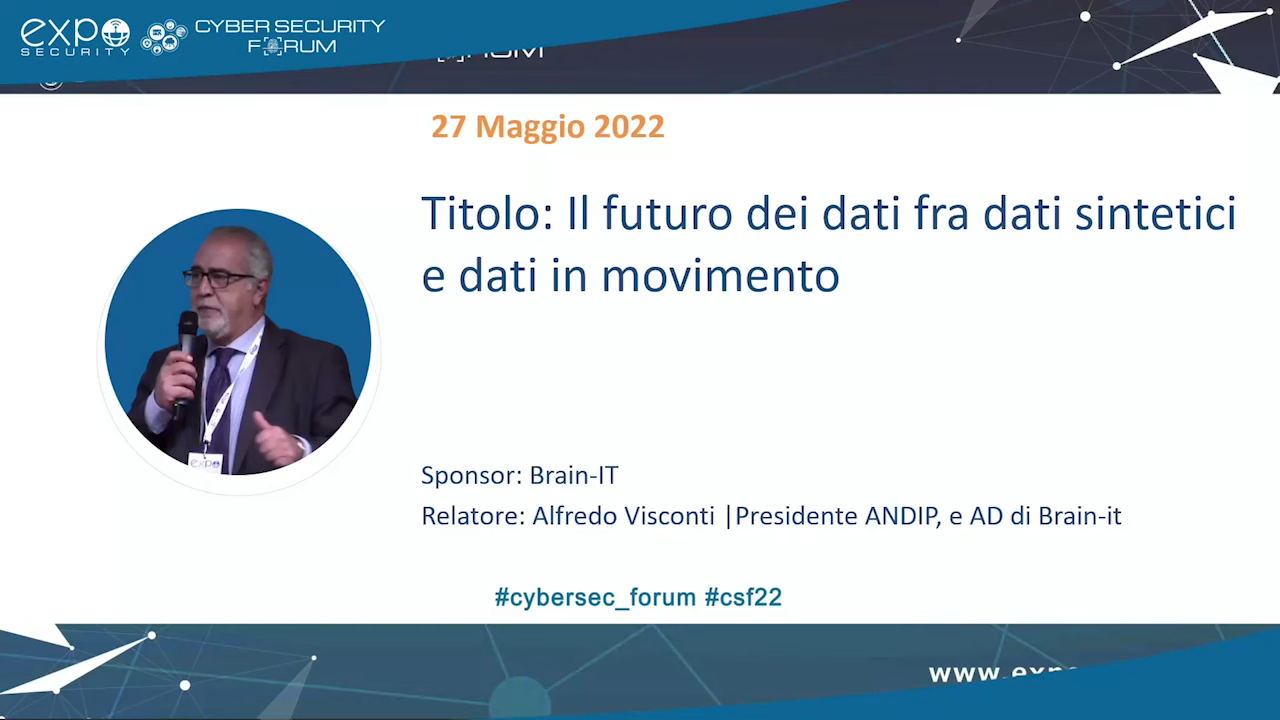 expo
SECURITY
CYBER SECURITY
FORUM
27 Maggio 2022
Titolo: Il futuro dei dati fra dati sintetici
e dati in movimento
expo
Sponsor: Brain-IT
Relatore: Alfredo Visconti |Presidente ANDIP, e AD di Brain-it
#cybersec_forum #csf22